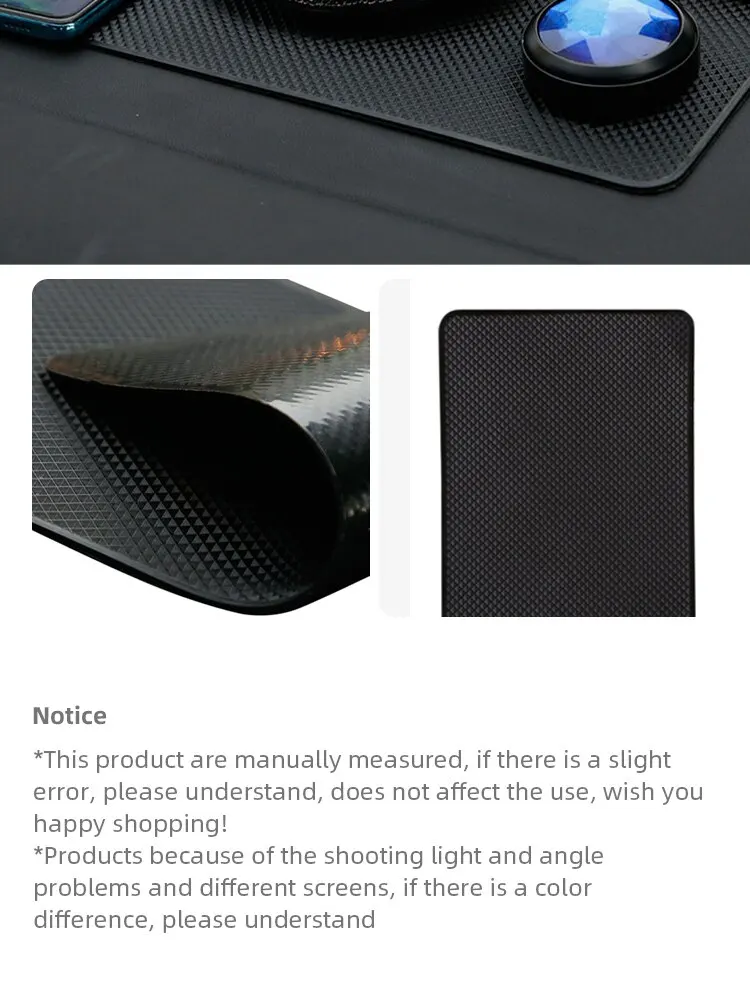 Notice
*This product are manually measured, if there is a slight
error, please understand, does not affect the use, wish you
happy shopping!
*Products because of the shooting light and angle
problems and different screens, if there is a color
difference, please understand